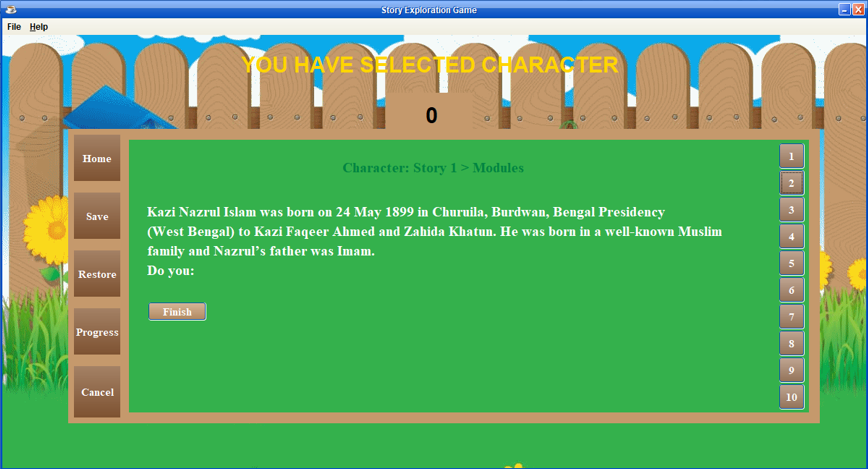 Story Exploration Game
File Help
YOU HAVE SELECTED CHARACTER
0
Home
Save
Restore
Progress
Cancel
Character: Story 1 > Modules
Kazi Nazrul Islam was born on 24 May 1899 in Churuila, Burdwan, Bengal Presidency
(West Bengal) to Kazi Faqeer Ahmed and Zahida Khatun. He was born in a well-known Muslim
family and Nazrul's father was Imam.
Do you:
Finish
1
2
3
4
5
6
7
8
9
10